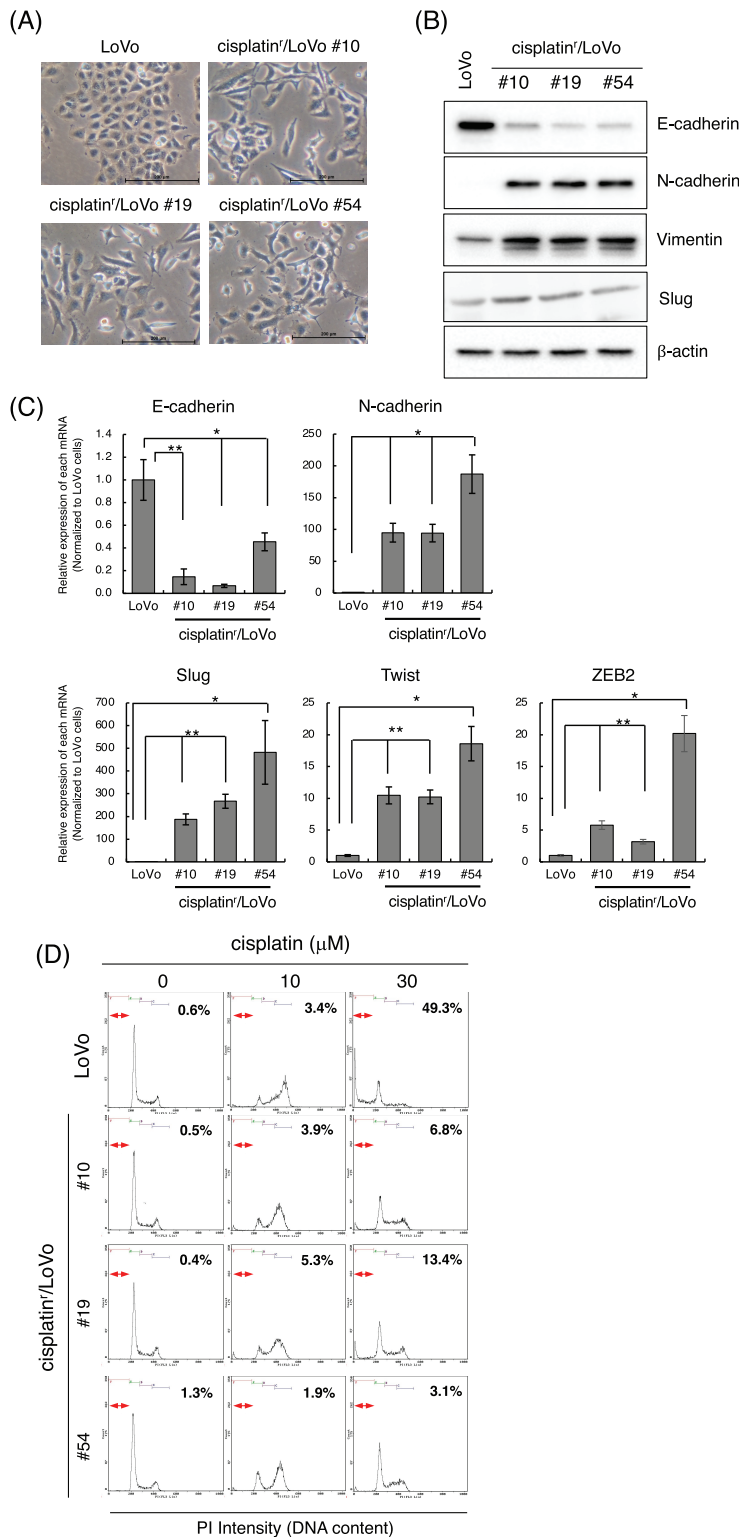 (A)
LoVo
cisplatinʳ/LoVo #10
200 μm
cisplatinʳ/LoVo #19
cisplatinʳ/LoVo #54
200 μm
200 μm
(B)
LoVo
cisplatinʳ/LoVo
#10 #19 #54
E-cadherin
N-cadherin
Vimentin
Slug
β-actin
(C)
Relative expression of each mRNA
(Normalized to LoVo cells)
E-cadherin
1.4
1.2
1.0
0.8
0.6
0.4
0.2
0.0
*
**
LoVo #10 #19 #54
cisplatinʳ/LoVo
N-cadherin
250
200
150
100
50
0
*
LoVo #10 #19 #54
cisplatinʳ/LoVo
Relative expression of each mRNA
(Normalized to LoVo cells)
Slug
700
600
500
400
300
200
100
0
*
**
LoVo #10 #19 #54
cisplatinʳ/LoVo
Twist
25
20
15
10
5
0
*
**
LoVo #10 #19 #54
cisplatinʳ/LoVo
ZEB2
25
20
15
10
5
0
*
**
LoVo #10 #19 #54
cisplatinʳ/LoVo
(D)
cisplatin (μM)
0 10 30
LoVo
0.6% 3.4% 49.3%
cisplatinʳ/LoVo
#10
0.5% 3.9% 6.8%
#19
0.4% 5.3% 13.4%
#54
1.3% 1.9% 3.1%
PI Intensity (DNA content)